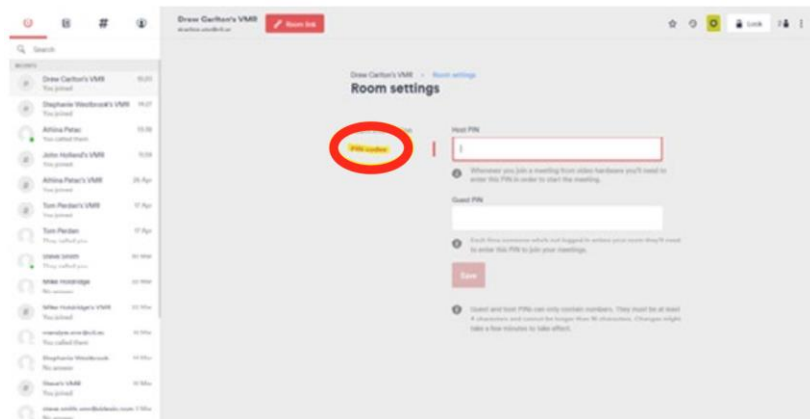 Search
RECENTS
Drew Carlton's VMR
You joined
Stephanie Westbrook's VMR
You joined
Athina Petac
You called them
John Holland's VMR
You joined
Athina Petac's VMR
26 Apr
You joined
Tom Perdan's VMR
17 Apr
You joined
Tom Perdan
17 Apr
They called you
Steve Smith
They called you
Mike Holdridge
No answer
Mike Holdridge's VMR
You joined
You called them
Stephanie Westbrook
No answer
Steve's VMR
You joined
No answer
Drew Carlton's VMR
Room link
Lock
Drew Carlton's VMR
Room settings
Room settings
PIN codes
Host PIN
Whenever you join a meeting from video hardware you'll need to
enter this PIN in order to start the meeting.
Guest PIN
Each time someone who's not logged in enters your room they'll need
to enter this PIN to join your meetings.
Save
Guest and host PINs can only contain numbers. They must be at least
4 characters and cannot be longer than 16 characters. Changes might
take a few minutes to take effect.